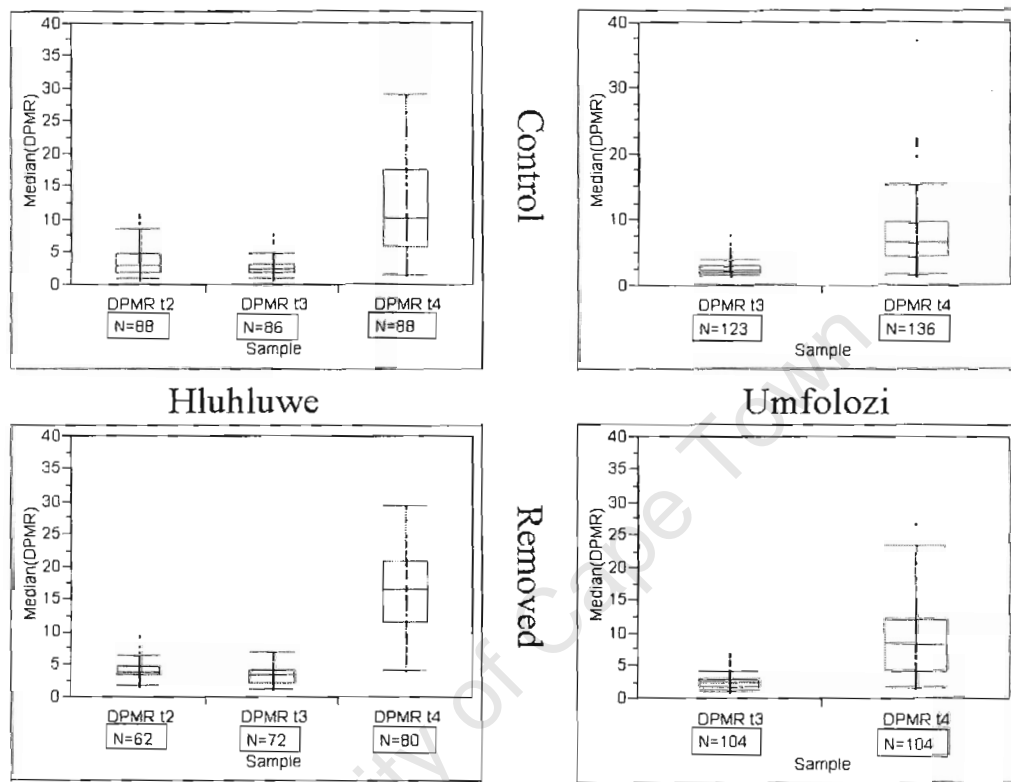 40
35
30
25
20
15
10
5
0
Median(DPMR)
DPMR t2
DPMR t3
DPMR t4
N=88
N=86
N=88
Sample
Control
40
30
20
10
0
Median(DPMR)
DPMR t3
DPMR t4
N=123
N=136
Sample
Hluhluwe
Umfolozi
40
35
30
25
20
15
10
5
0
Median(DPMR)
DPMR t2
DPMR t3
DPMR t4
N=62
N=72
N=80
Sample
Removed
40
35
30
25
20
15
10
5
0
Median(DPMR)
DPMR t3
DPMR t4
N=104
N=104
Sample
University of Cape Town